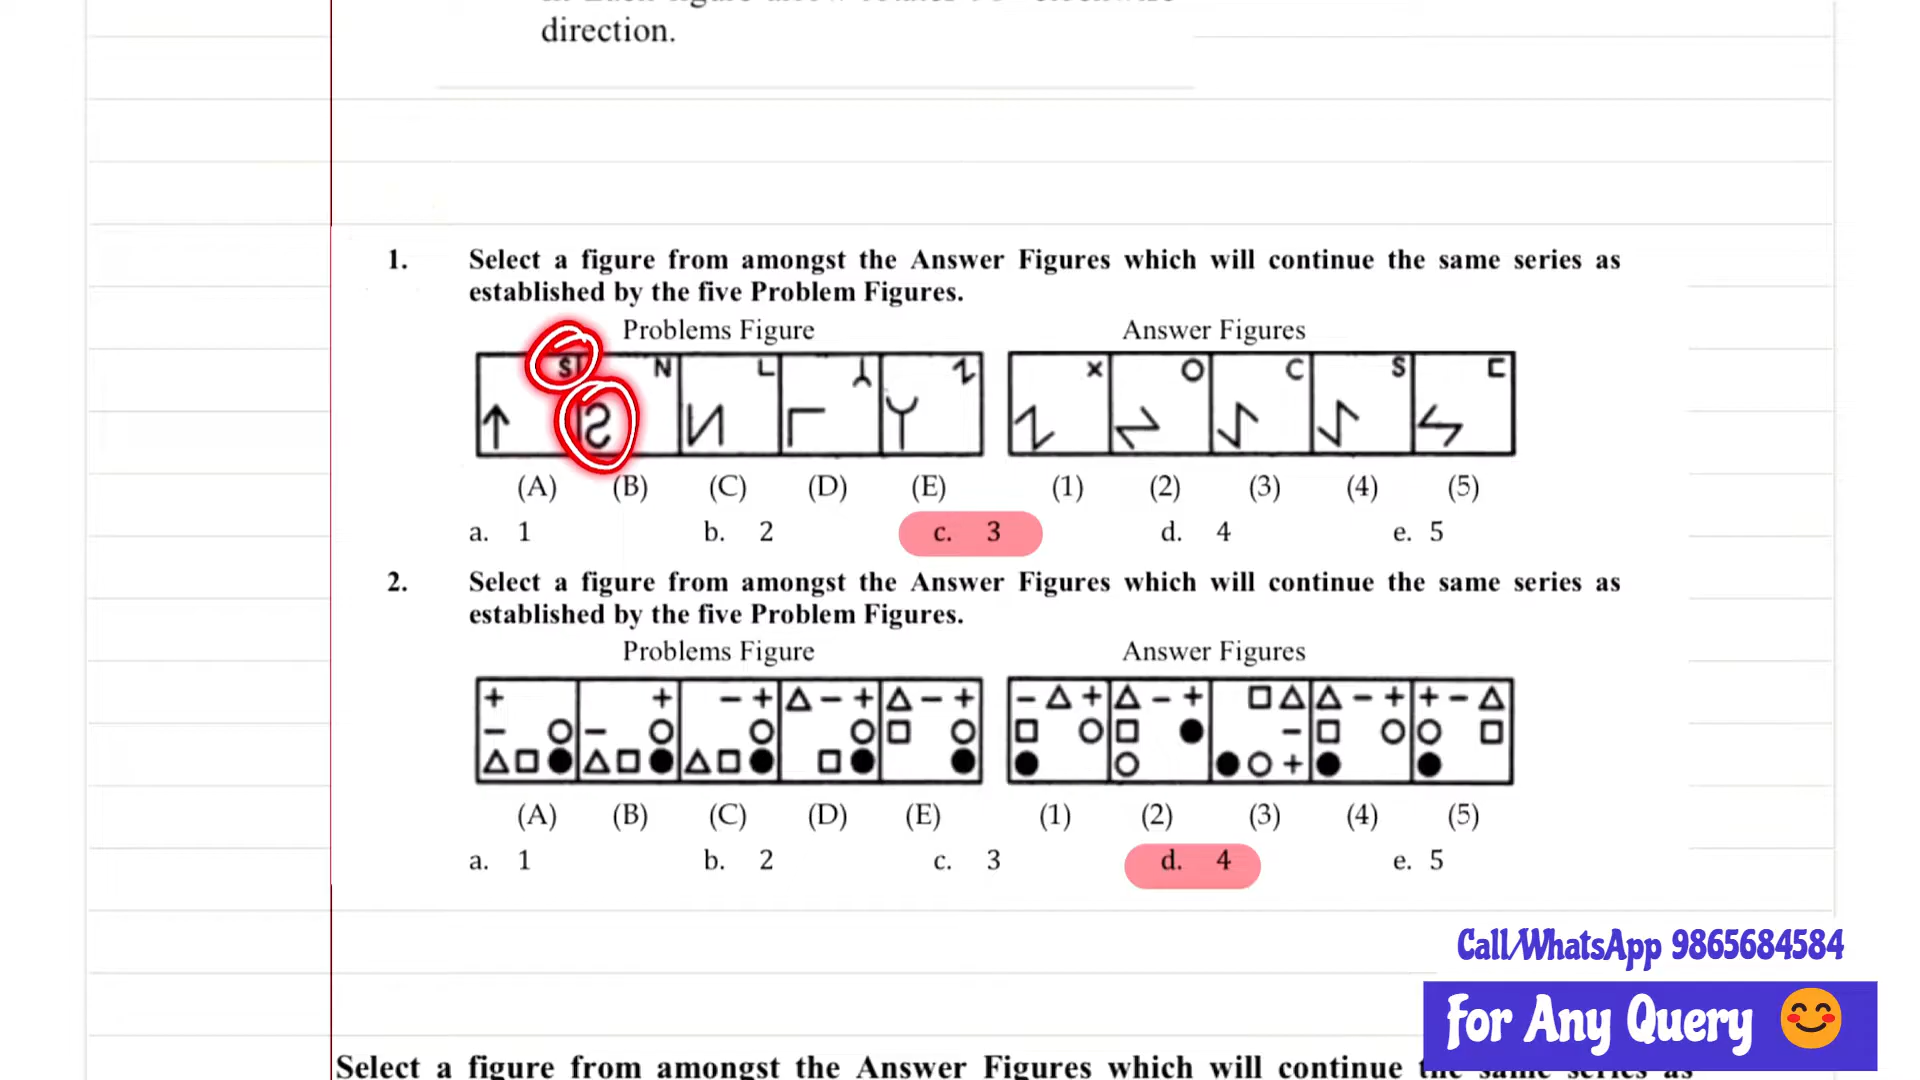 direction.
1. Select a figure from amongst the Answer Figures which will continue the same series as
established by the five Problem Figures.
Problems Figure Answer Figures
S N L X O C S
(A) (B) (C) (D) (E) (1) (2) (3) (4) (5)
a. 1 b. 2 c. 3 d. 4 e. 5
2. Select a figure from amongst the Answer Figures which will continue the same series as
established by the five Problem Figures.
Problems Figure Answer Figures
(A) (B) (C) (D) (E) (1) (2) (3) (4) (5)
a. 1 b. 2 c. 3 d. 4 e. 5
Call/WhatsApp 9865684584
For Any Query 😊
Select a figure from amongst the Answer Figures which will continue the same series as